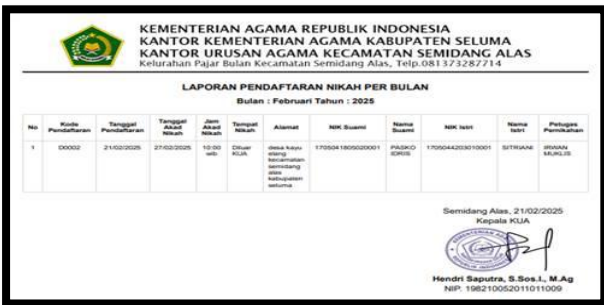 KEMENTERIAN AGAMA REPUBLIK INDONESIA
KANTOR KEMENTERIAN AGAMA KABUPATEN SELUMA
KANTOR URUSAN AGAMA KECAMATAN SEMIDANG ALAS
Kelurahan Pajar Bulan Kecamatan Semidang Alas, Telp.081373287714
LAPORAN PENDAFTARAN NIKAH PER BULAN
Bulan : Februari Tahun : 2025
No Kode Pendaftaran Tanggal Pendaftaran Tanggal Akad Nikah Jam Akad Nikah Tempat Nikah Alamat NIK Suami Nama Suami NIK Istri Nama Istri Petugas Pernikahan
1 D0002 21/02/2025 27/02/2025 10:00 wib Diluar KUA desa kayu elang kecamatan semidang alas kabupaten seluma 1705041805020001 PASKO IDRIS 1705044203010001 SITRIANI IRWAN MUKLIS
Semidang Alas, 21/02/2025
Kepala KUA
Hendri Saputra, S.Sos.I., M.Ag
NIP. 198210052011011009